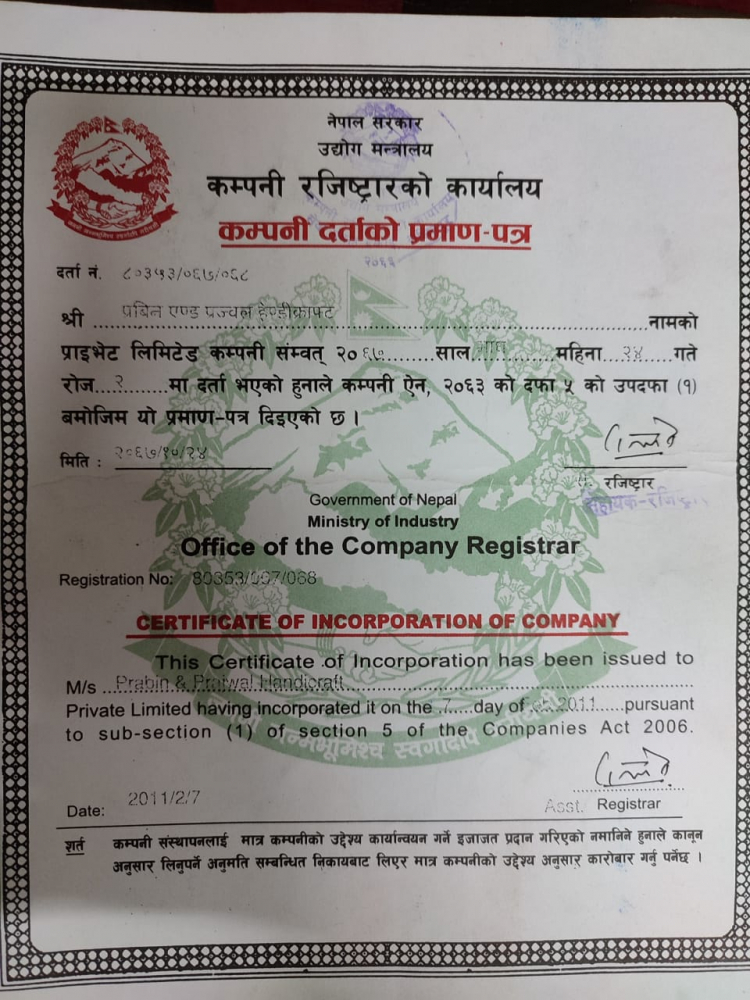 नेपाल सरकार
उद्योग मन्त्रालय
कम्पनी रजिष्ट्रारको कार्यालय
कम्पनी दर्ताको प्रमाण-पत्र
२०६३
दर्ता नं. ८०३५३/०६७/०६८
श्री प्रबिन एण्ड पज्वल हेण्डीक्राफ्ट नामको
प्राइभेट लिमिटेड कम्पनी संम्वत् २०६७ साल माघ महिना २४ गते
रोज २ मा दर्ता भएको हुनाले कम्पनी ऐन, २०६३ को दफा ५ को उपदफा (१)
बमोजिम यो प्रमाण-पत्र दिइएको छ ।
मिति : २०६७/१०/२४
रजिष्ट्रार
सहायक-रजिष्ट्रार
Government of Nepal
Ministry of Industry
Office of the Company Registrar
Registration No: 80353/067/068
CERTIFICATE OF INCORPORATION OF COMPANY
This Certificate of Incorporation has been issued to
M/s Prabin & Prajwal Handicraft
Private Limited having incorporated it on the 7 day of 2011 pursuant
to sub-section (1) of section 5 of the Companies Act 2006.
Date: 2011/2/7
Asst. Registrar
शर्त कम्पनी संस्थापनलाई मात्र कम्पनीको उद्देश्य कार्यान्वयन गर्ने इजाजत प्रदान गरिएको नमानिने हुनाले कानून
अनुसार लिनुपर्ने अनुमति सम्बन्धित निकायबाट लिएर मात्र कम्पनीको उद्देश्य अनुसार कारोबार गर्नु पर्नेछ ।